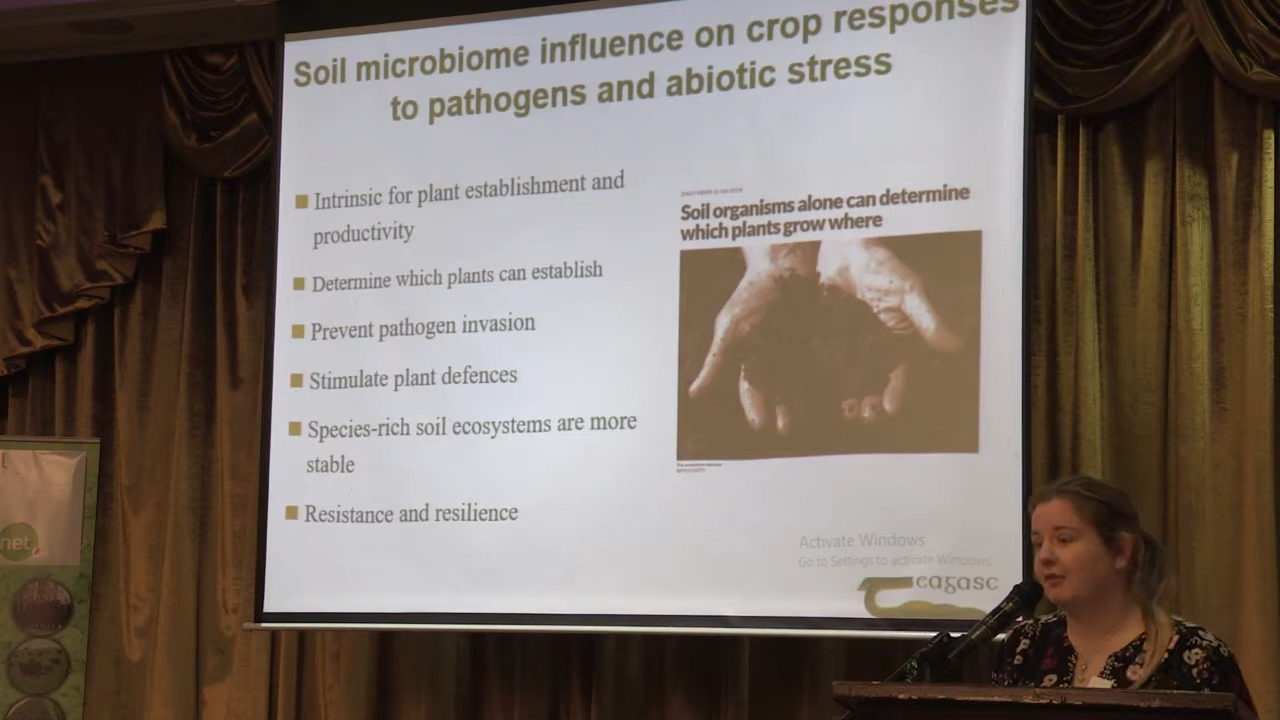 Soil microbiome influence on crop responses
to pathogens and abiotic stress
Intrinsic for plant establishment and
productivity
Determine which plants can establish
Prevent pathogen invasion
Stimulate plant defences
Species-rich soil ecosystems are more
stable
Resistance and resilience
Soil organisms alone can determine
which plants grow where
Activate Windows
Go to Settings to activate Windows.
eagasc
net